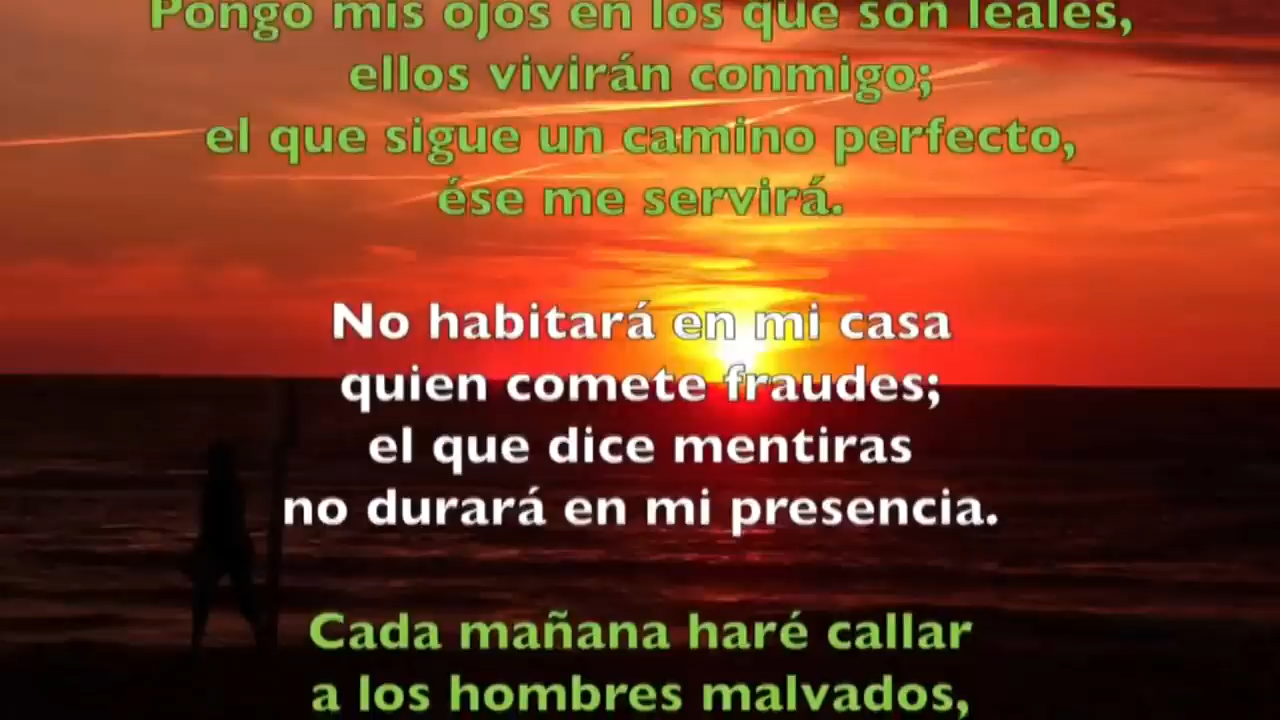 Pongo mis ojos en los que son leales,
ellos vivirán conmigo;
el que sigue un camino perfecto,
ése me servirá.
No habitará en mi casa
quien comete fraudes;
el que dice mentiras
no durará en mi presencia.
Cada mañana haré callar
a los hombres malvados,